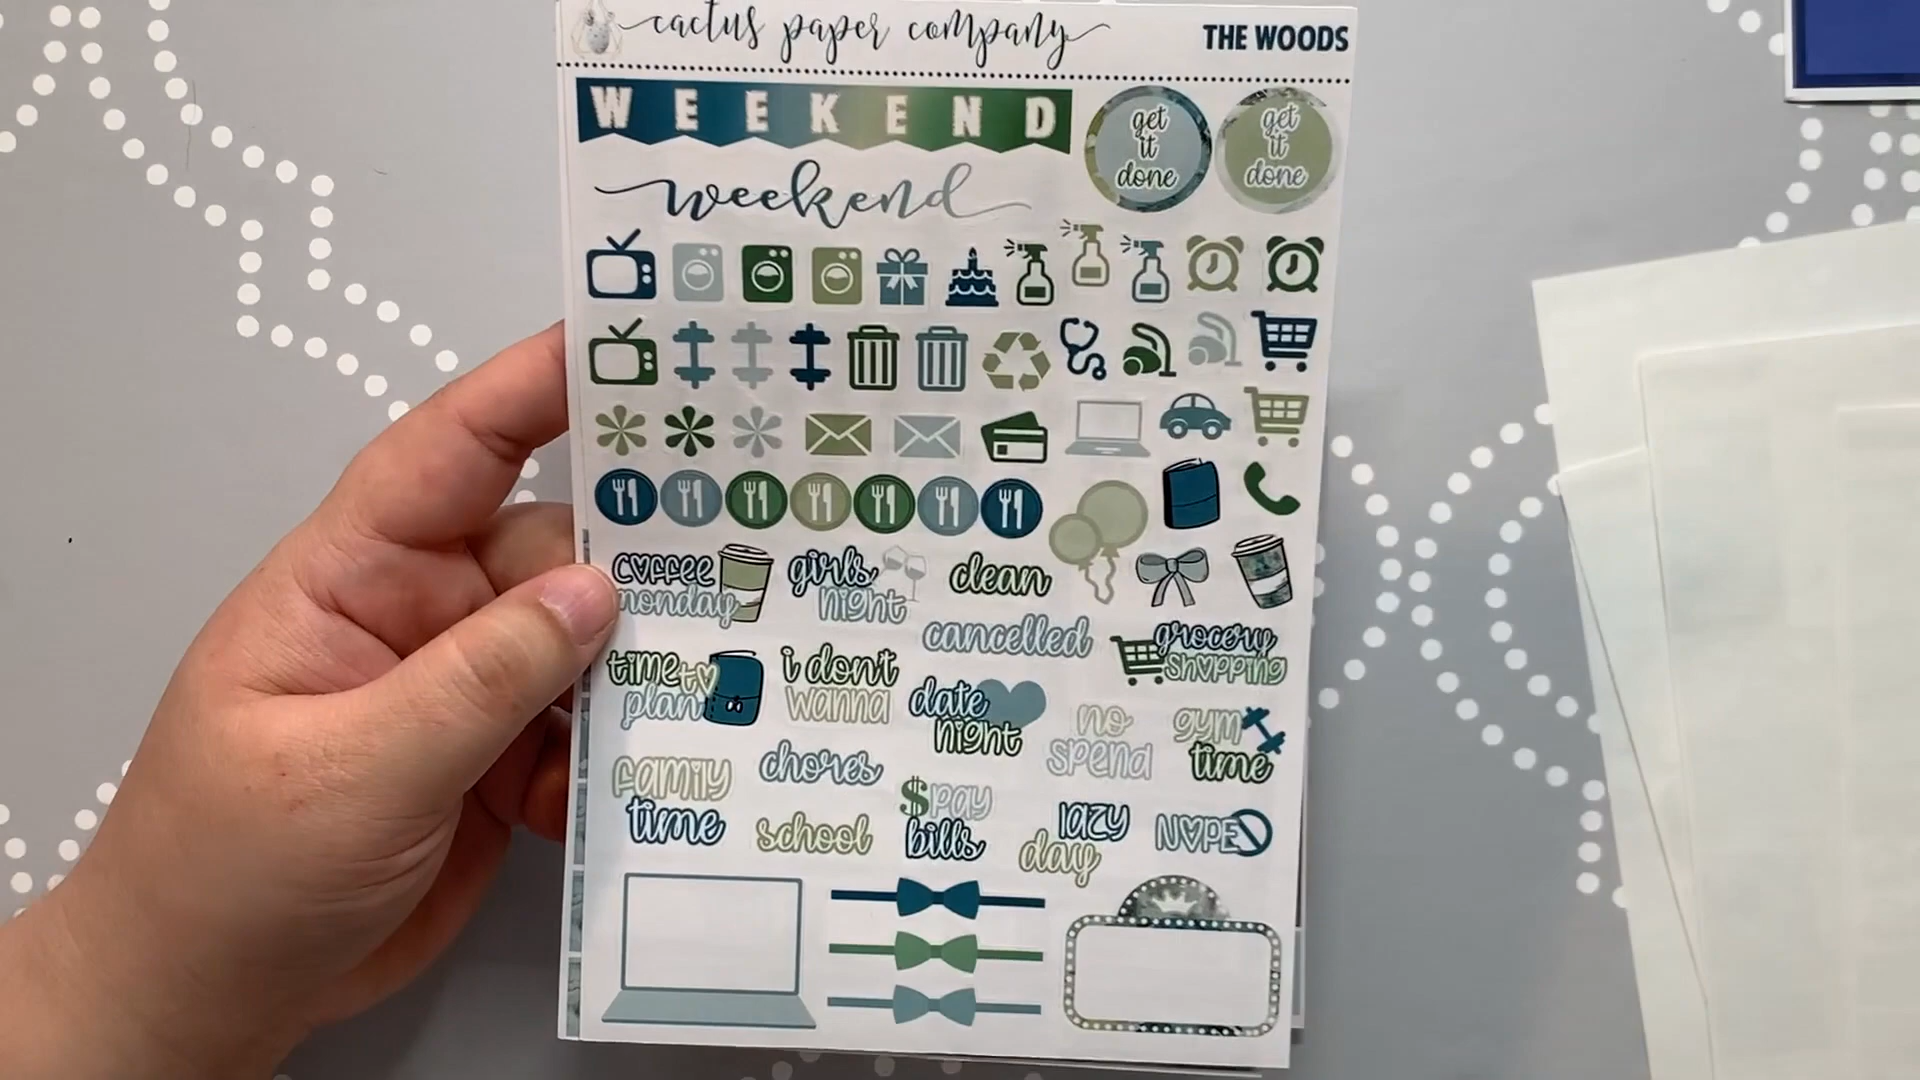 cactus paper company
THE WOODS
WEEKEND
get
it
done
get
it
done
weekend
coffee
monday
girls
night
clean
cancelled
grocery
shopping
time to
plan
i don't
wanna
date
night
no
spend
gym
time
family
time
chores
school
$pay
bills
lazy
day
NOPE